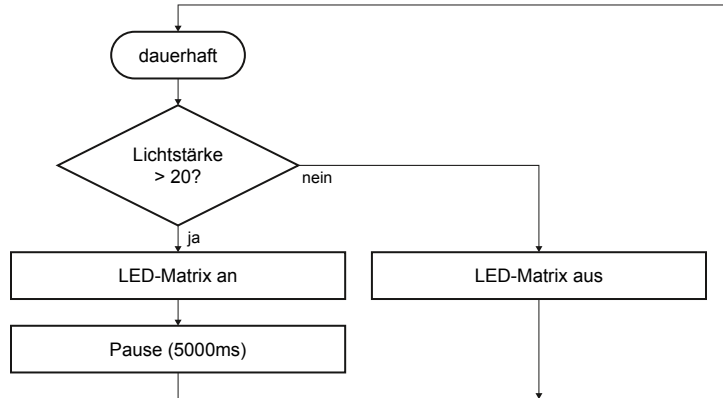 dauerhaft
Lichtstärke
> 20?
nein
ja
LED-Matrix an
LED-Matrix aus
Pause (5000ms)